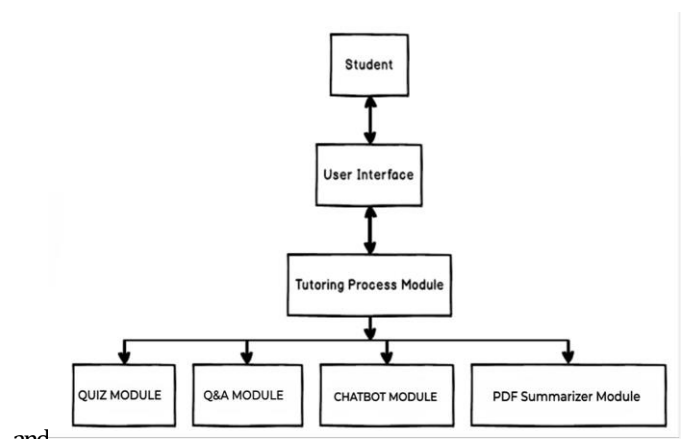 Student
User Interface
Tutoring Process Module
QUIZ MODULE
Q&A MODULE
CHATBOT MODULE
PDF Summarizer Module
and